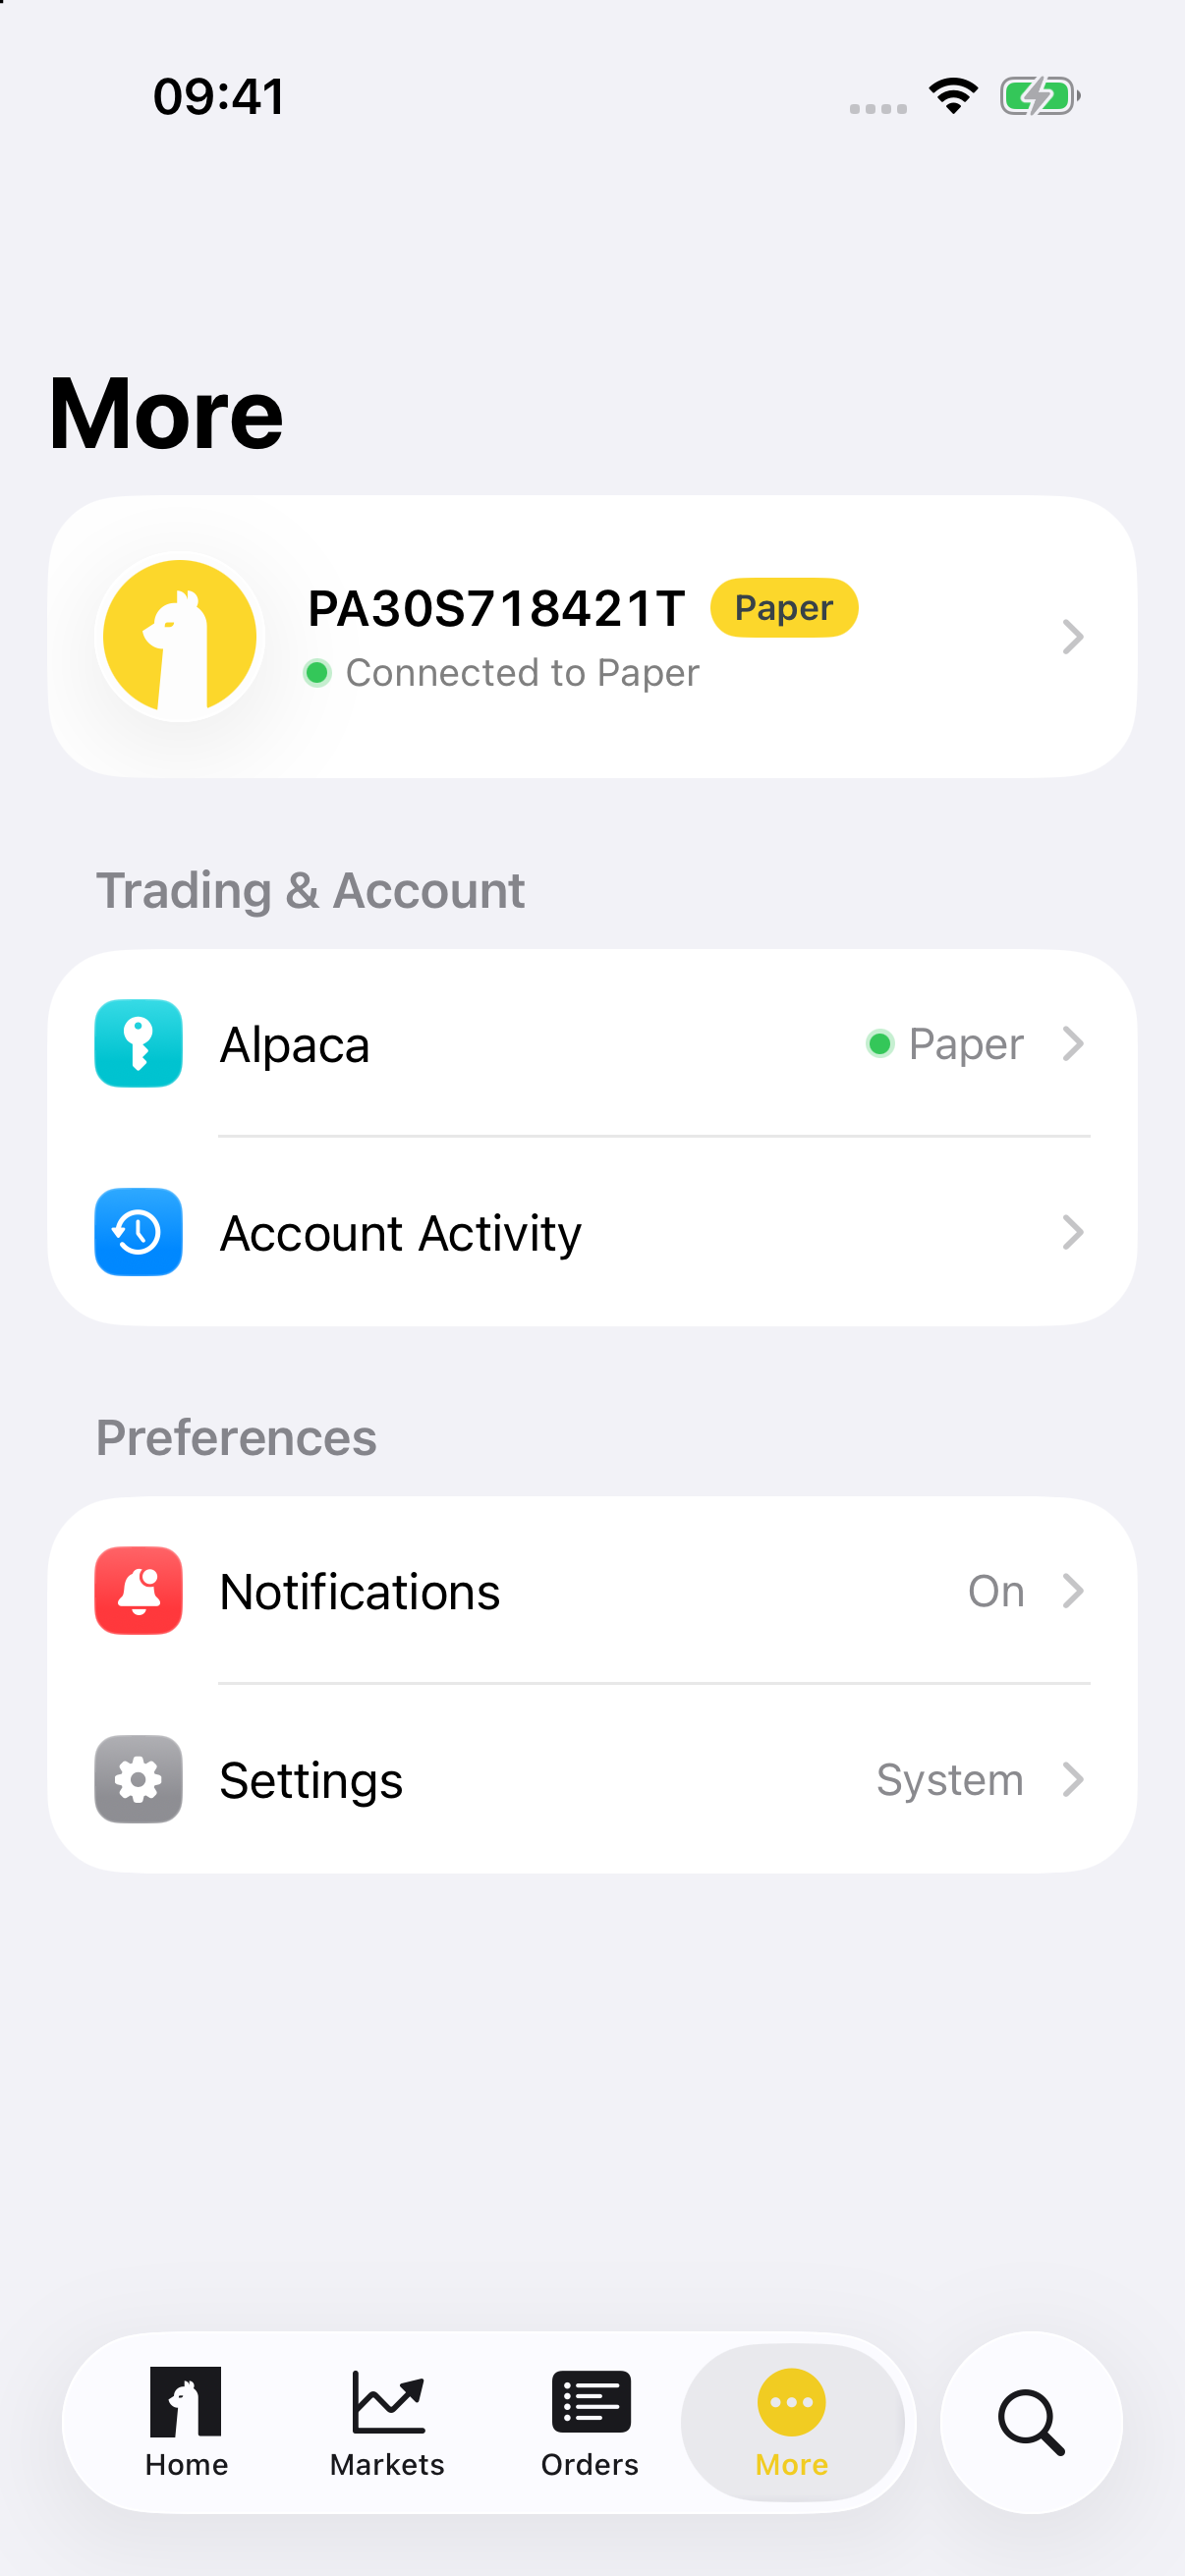 09:41
More
PA30S718421T Paper
Connected to Paper
Trading & Account
Alpaca Paper
Account Activity
Preferences
Notifications On
Settings System
Home Markets Orders More